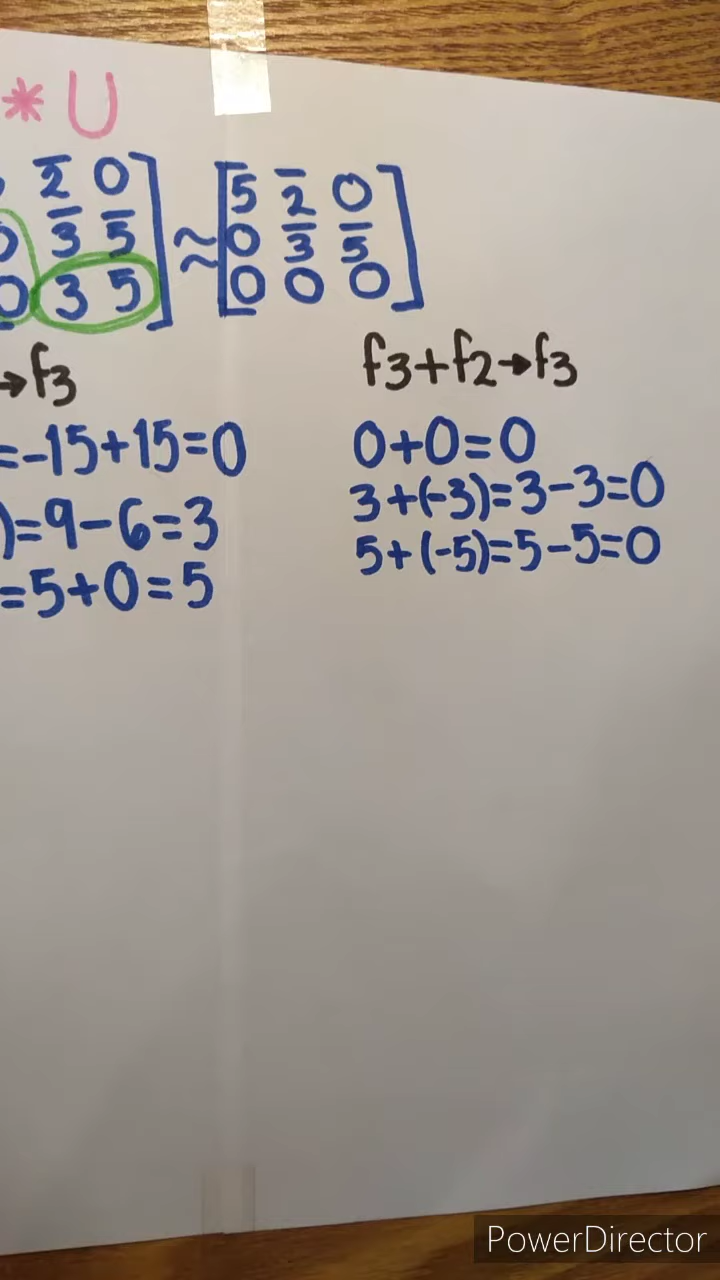 * U
2̅ 0
0 3̅ 5̅
0 3 5
≈
5 2̅ 0
0 3̅ 5̅
0 0 0
→f3
f3+f2→f3
=-15+15=0
)=9-6=3
=5+0=5
0+0=0
3+(-3)=3-3=0
5+(-5)=5-5=0
PowerDirector